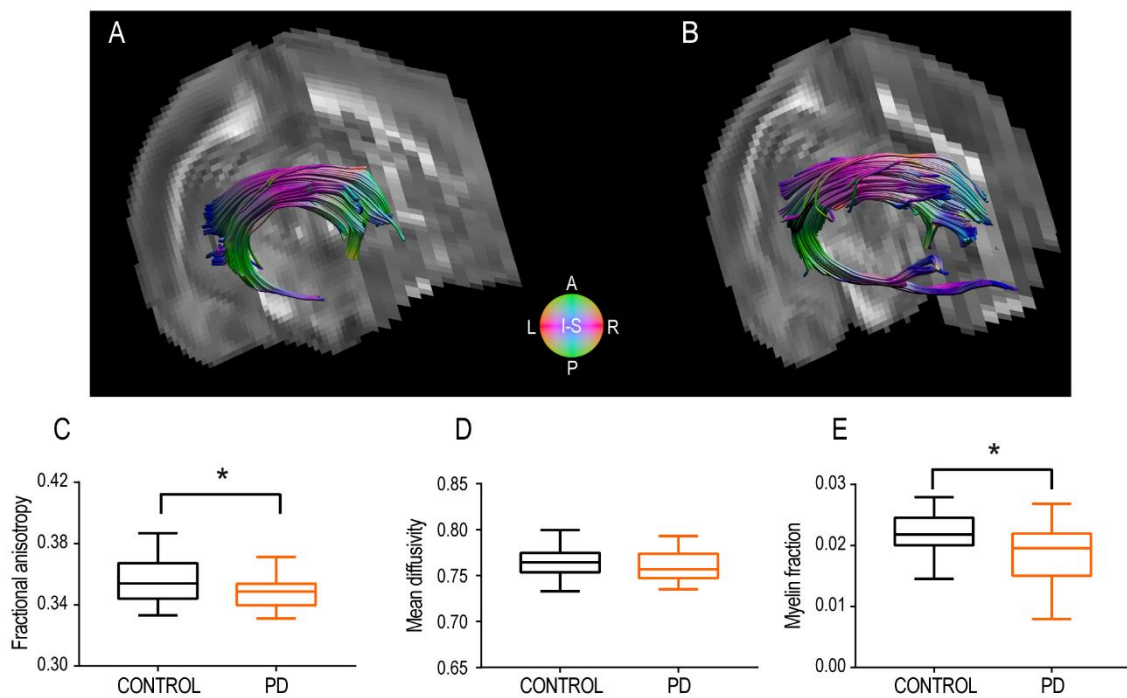 A
B
A
L I-S R
P
C
D
E
*
*
Fractional anisotropy
0.42
0.38
0.34
0.30
CONTROL PD
Mean diffusivity
0.85
0.80
0.75
0.70
0.65
CONTROL PD
Myelin fraction
0.03
0.02
0.01
0.00
CONTROL PD